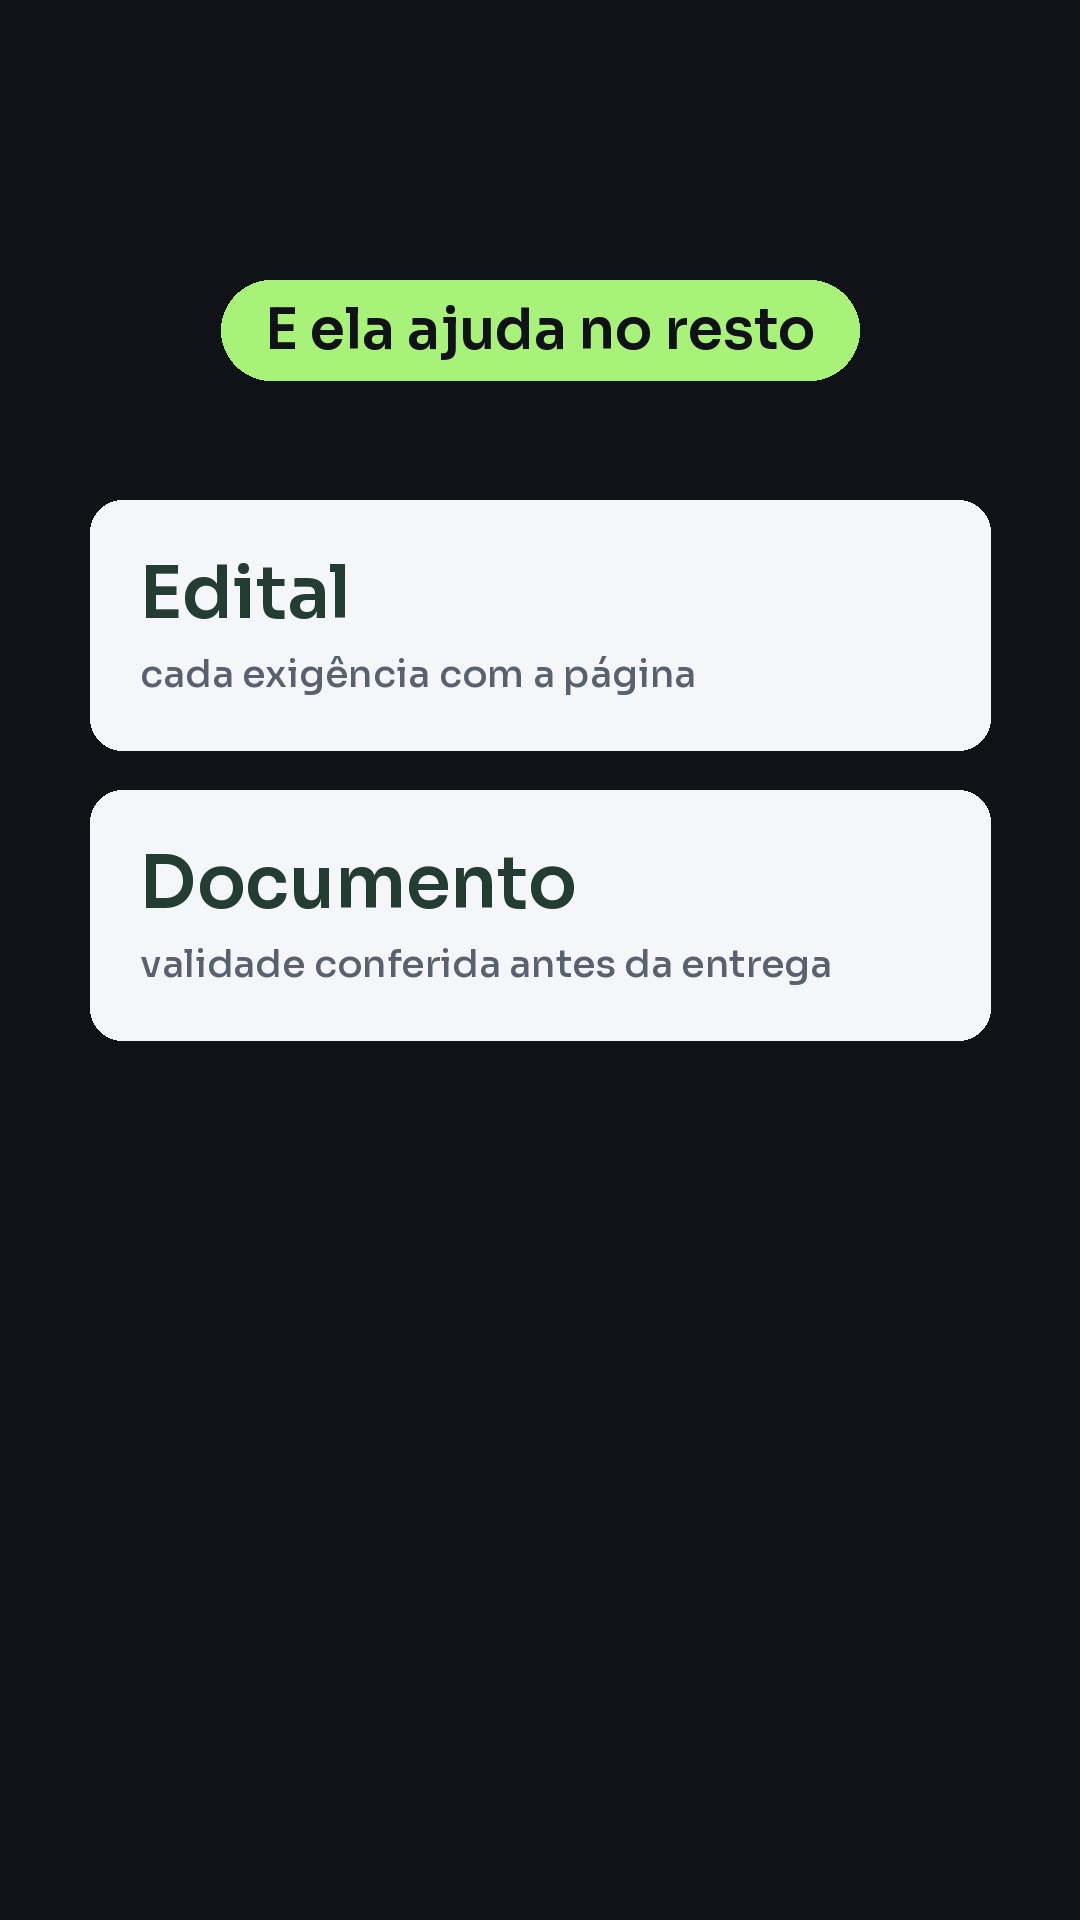 E ela ajuda no resto
Edital
cada exigência com a página
Documento
validade conferida antes da entrega